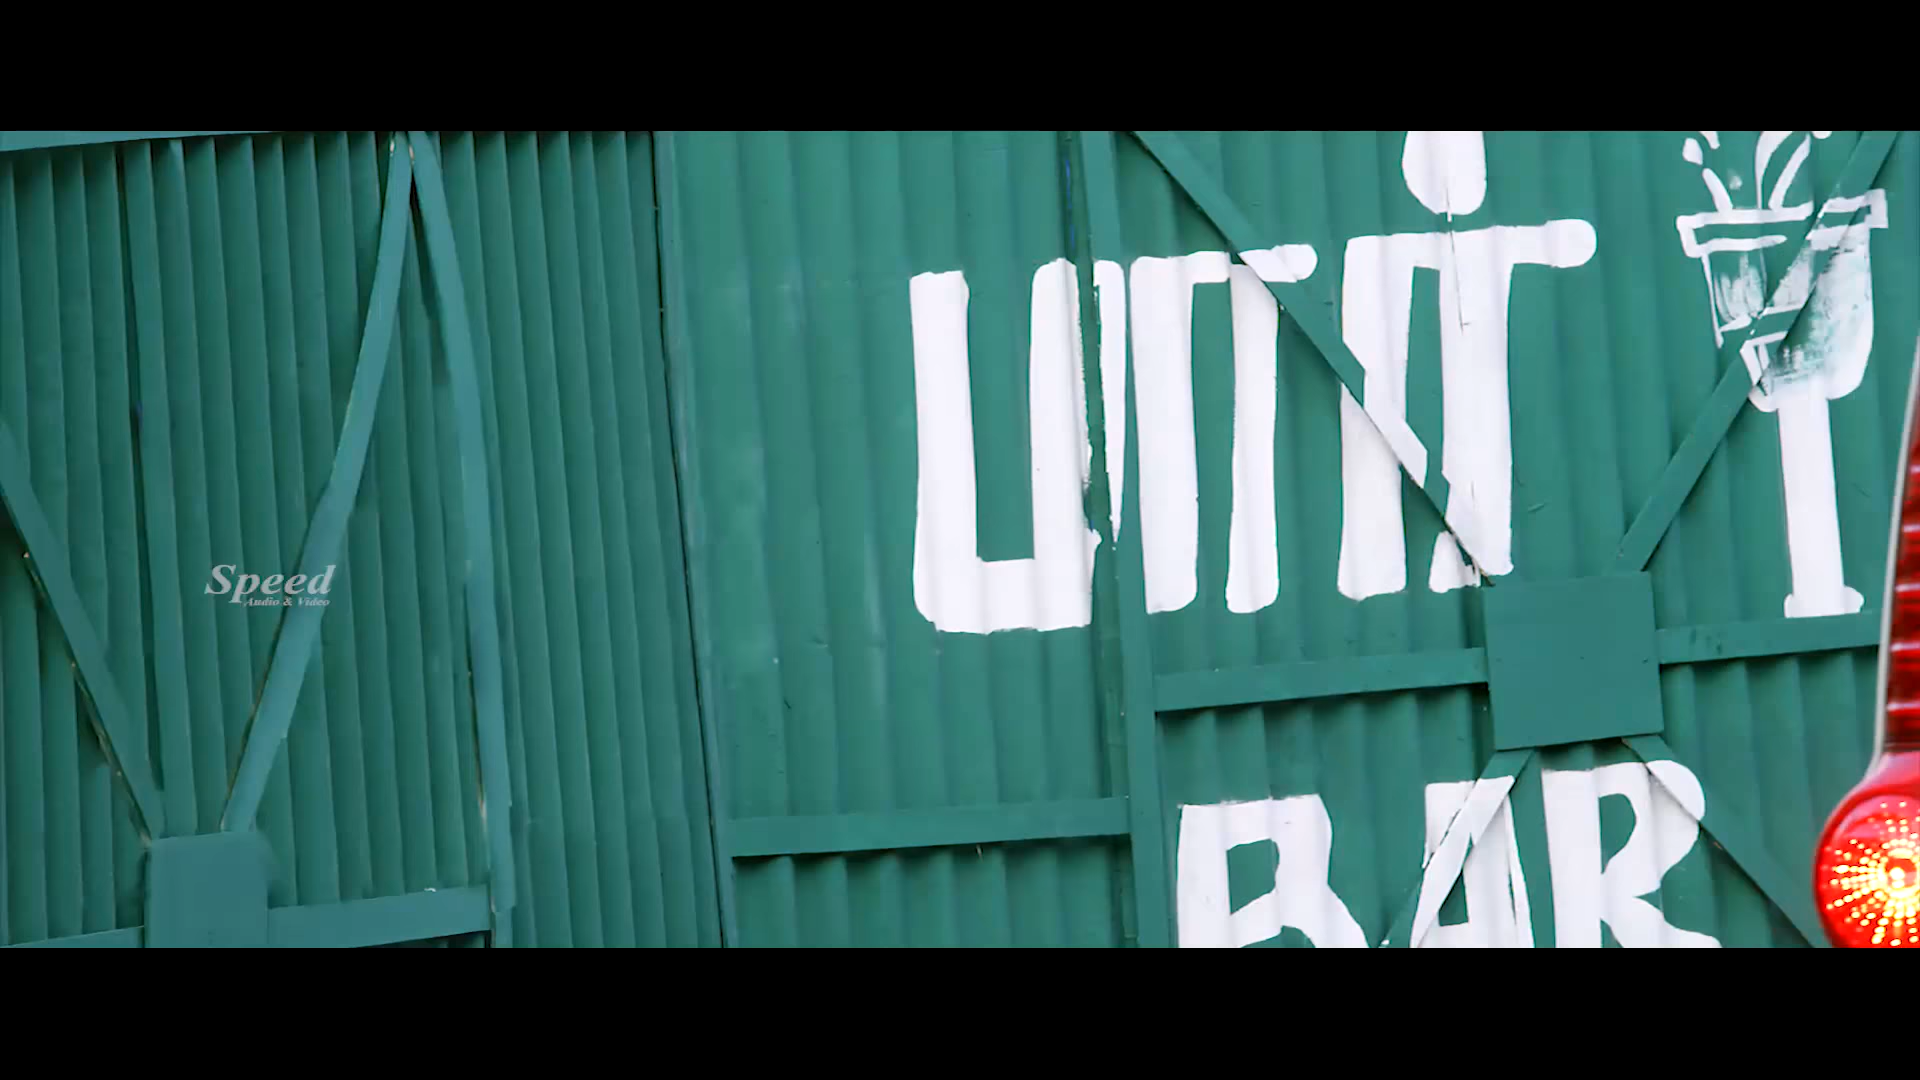 பார்
BAR
Speed
Audio & Video